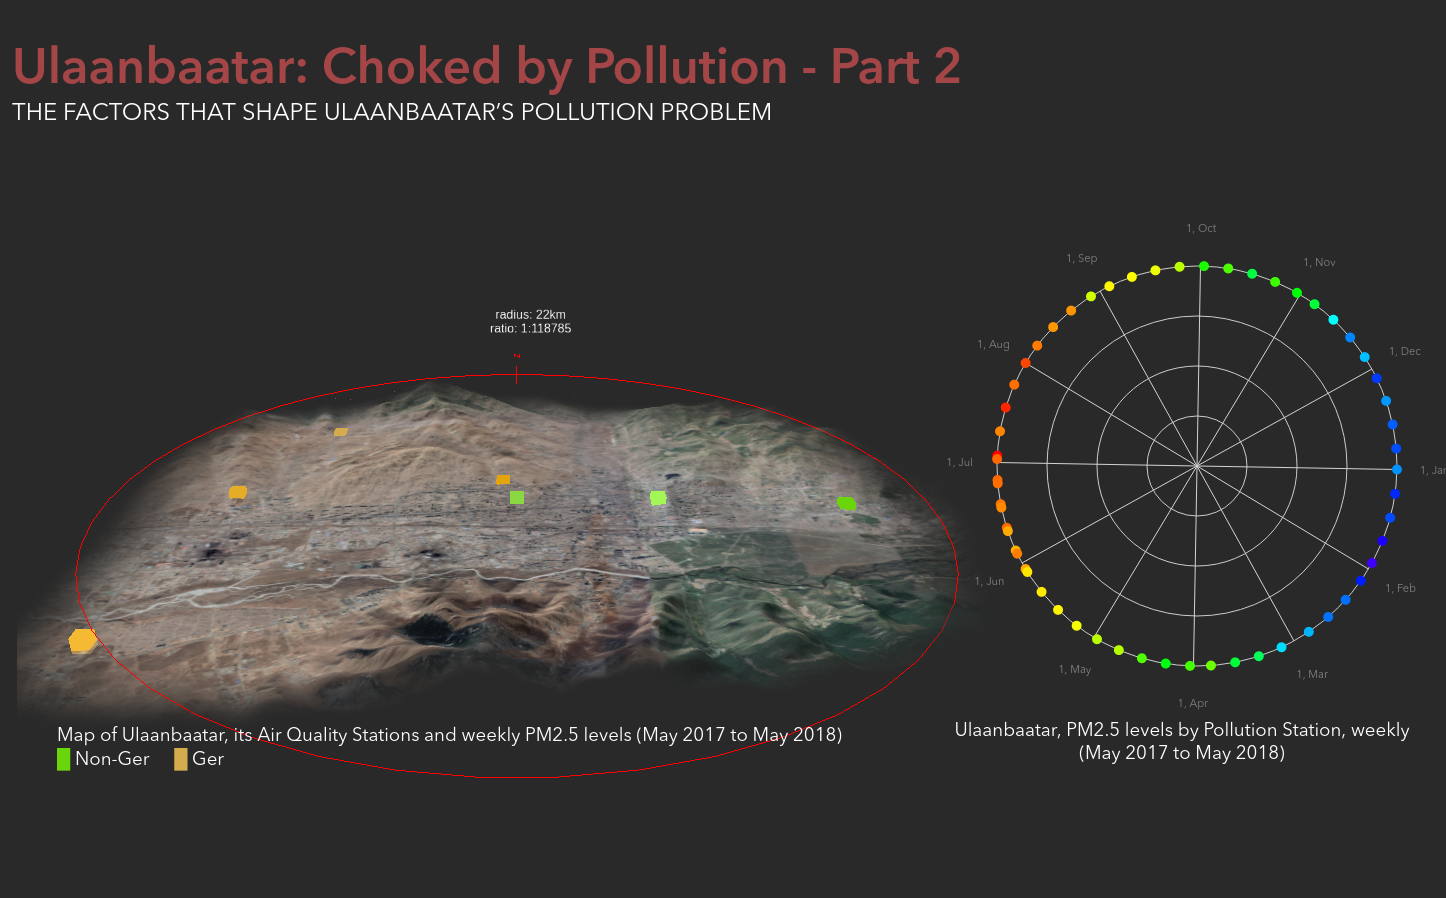 Ulaanbaatar: Choked by Pollution - Part 2
THE FACTORS THAT SHAPE ULAANBAATAR’S POLLUTION PROBLEM
radius: 22km
ratio: 1:118785
Map of Ulaanbaatar, its Air Quality Stations and weekly PM2.5 levels (May 2017 to May 2018)
Non-Ger
Ger
1, Oct
1, Nov
1, Dec
1, Jan
1, Feb
1, Mar
1, Apr
1, May
1, Jun
1, Jul
1, Aug
1, Sep
Ulaanbaatar, PM2.5 levels by Pollution Station, weekly
(May 2017 to May 2018)